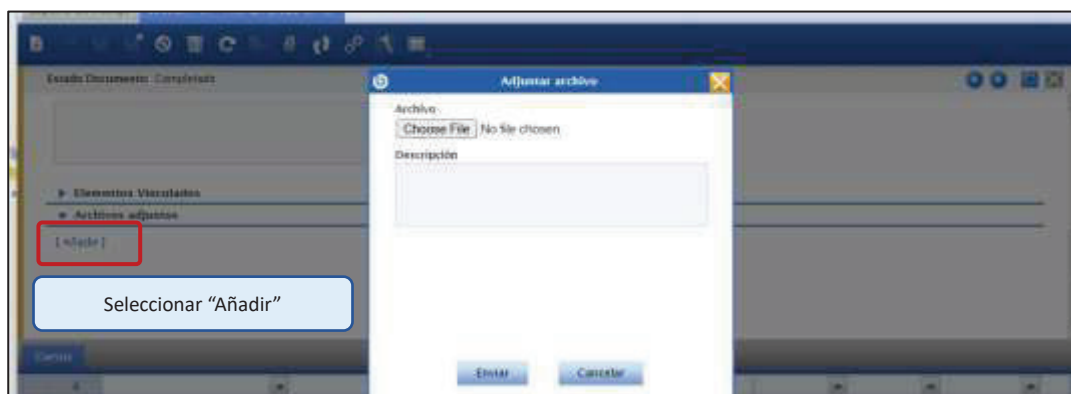 Estado Documento: Completado
Adjuntar archivo
Archivo
Choose File No file chosen
Descripción
Elementos Vinculados
Archivos adjuntos
[ Añadir ]
Seleccionar “Añadir”
Enviar
Cancelar